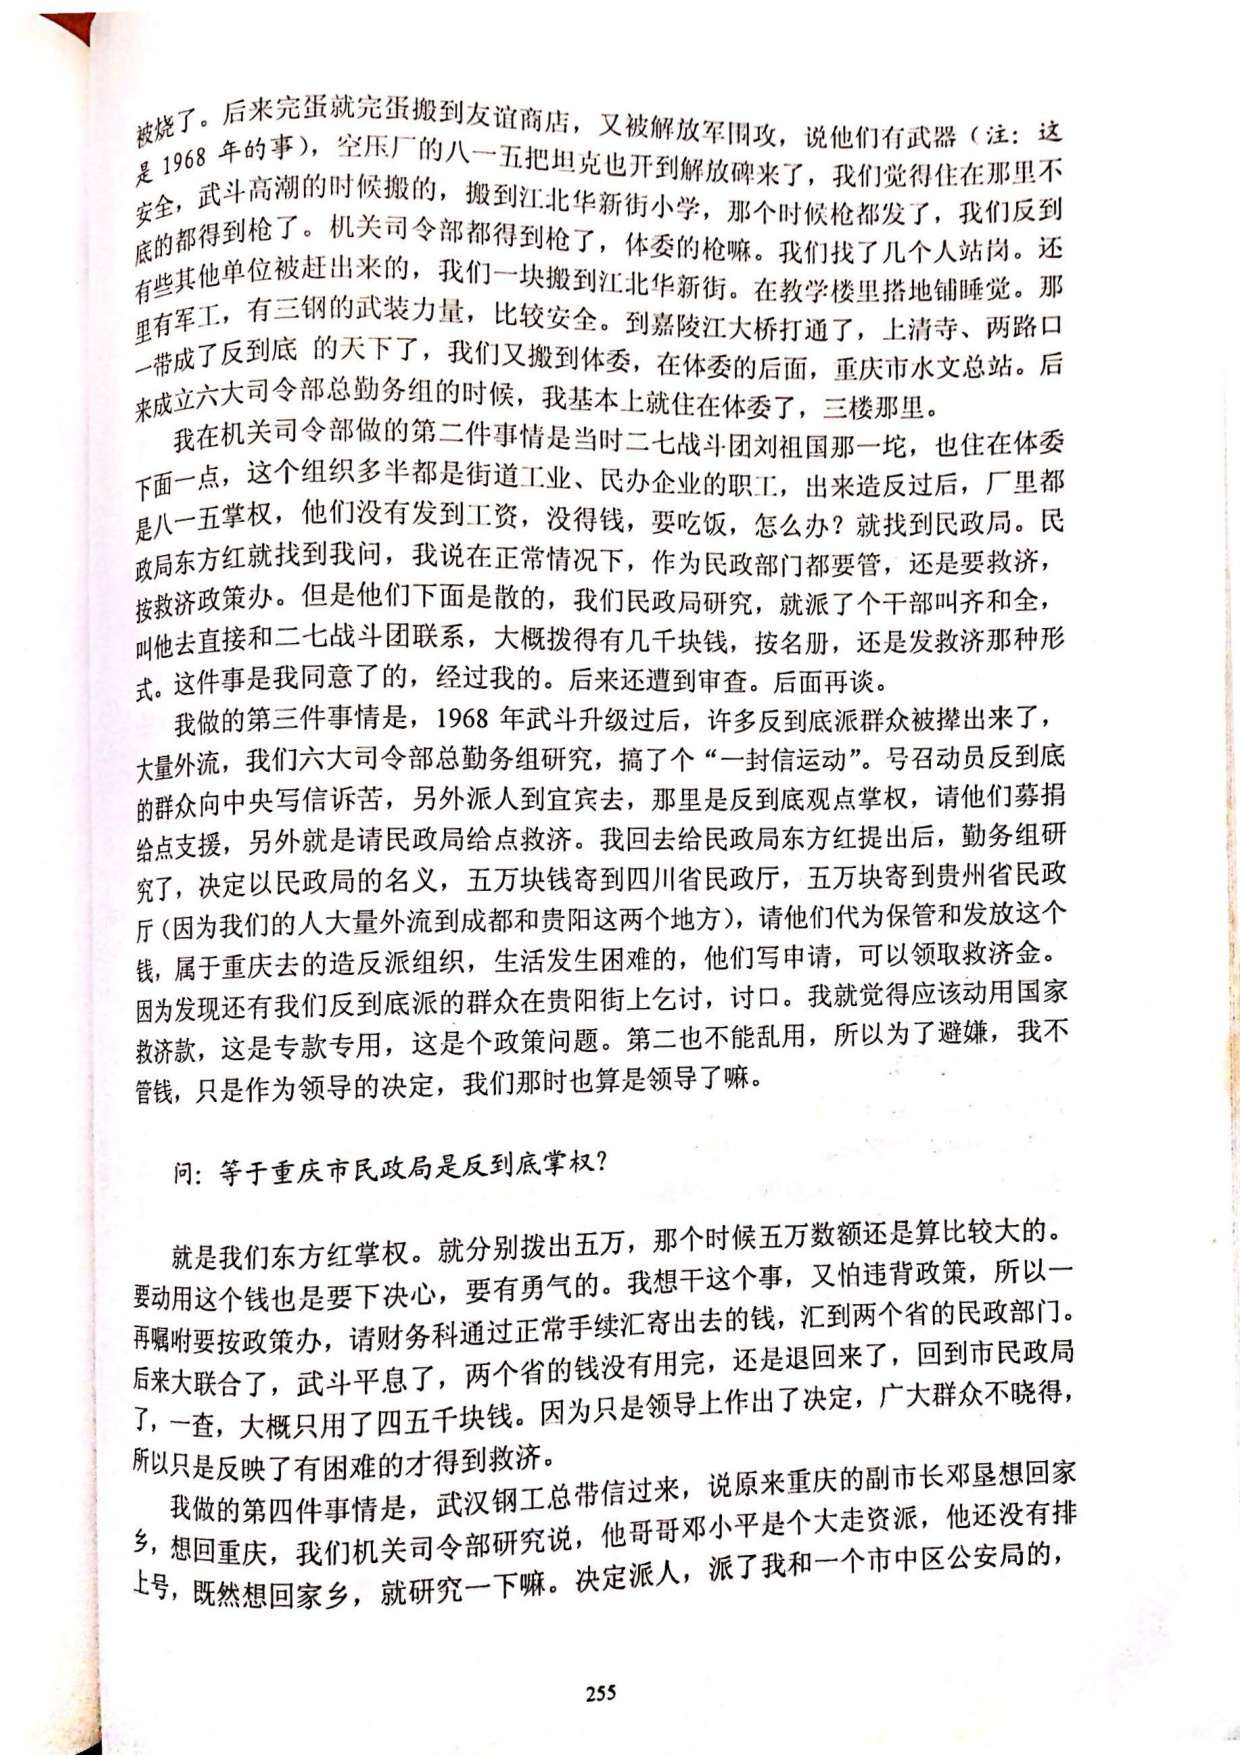 被烧了。后来完蛋就完蛋搬到友谊商店，又被解放军围攻，说他们有武器（注：这
是 1968 年的事），空压厂的八一五把坦克也开到解放碑来了，我们觉得住在那里不
安全，武斗高潮的时候搬的，搬到江北华新街小学，那个时候枪都发了，我们反到
底的都得到枪了。机关司令部都得到枪了，体委的枪嘛。我们找了几个人站岗。还
有些其他单位被赶出来的，我们一块搬到江北华新街。在教学楼里搭地铺睡觉。那
里有军工，有三钢的武装力量，比较安全。到嘉陵江大桥打通了，上清寺、两路口
一带成了反到底 的天下了，我们又搬到体委，在体委的后面，重庆市水文总站。后
来成立六大司令部总勤务组的时候，我基本上就住在体委了，三楼那里。
我在机关司令部做的第二件事情是当时二七战斗团刘祖国那一坨，也住在体委
下面一点，这个组织多半都是街道工业、民办企业的职工，出来造反过后，厂里都
是八一五掌权，他们没有发到工资，没得钱，要吃饭，怎么办？就找到民政局。民
政局东方红就找到我问，我说在正常情况下，作为民政部门都要管，还是要救济，
按救济政策办。但是他们下面是散的，我们民政局研究，就派了个干部叫齐和全，
叫他去直接和二七战斗团联系，大概拨得有几千块钱，按名册，还是发救济那种形
式。这件事是我同意了的，经过我的。后来还遭到审查。后面再谈。
我做的第三件事情是，1968 年武斗升级过后，许多反到底派群众被撵出来了，
大量外流，我们六大司令部总勤务组研究，搞了个“一封信运动”。号召动员反到底
的群众向中央写信诉苦，另外派人到宜宾去，那里是反到底观点掌权，请他们募捐
给点支援，另外就是请民政局给点救济。我回去给民政局东方红提出后，勤务组研
究了，决定以民政局的名义，五万块钱寄到四川省民政厅，五万块寄到贵州省民政
厅（因为我们的人大量外流到成都和贵阳这两个地方），请他们代为保管和发放这个
钱，属于重庆去的造反派组织，生活发生困难的，他们写申请，可以领取救济金。
因为发现还有我们反到底派的群众在贵阳街上乞讨，讨口。我就觉得应该动用国家
救济款，这是专款专用，这是个政策问题。第二也不能乱用，所以为了避嫌，我不
管钱，只是作为领导的决定，我们那时也算是领导了嘛。
问：等于重庆市民政局是反到底掌权？
就是我们东方红掌权。就分别拨出五万，那个时候五万数额还是算比较大的。
要动用这个钱也是要下决心，要有勇气的。我想干这个事，又怕违背政策，所以一
再嘱咐要按政策办，请财务科通过正常手续汇寄出去的钱，汇到两个省的民政部门。
后来大联合了，武斗平息了，两个省的钱没有用完，还是退回来了，回到市民政局
了，一查，大概只用了四五千块钱。因为只是领导上作出了决定，广大群众不晓得，
所以只是反映了有困难的才得到救济。
我做的第四件事情是，武汉钢工总带信过来，说原来重庆的副市长邓垦想回家
乡，想回重庆，我们机关司令部研究说，他哥哥邓小平是个大走资派，他还没有排
上号，既然想回家乡，就研究一下嘛。决定派人，派了我和一个市中区公安局的，
255